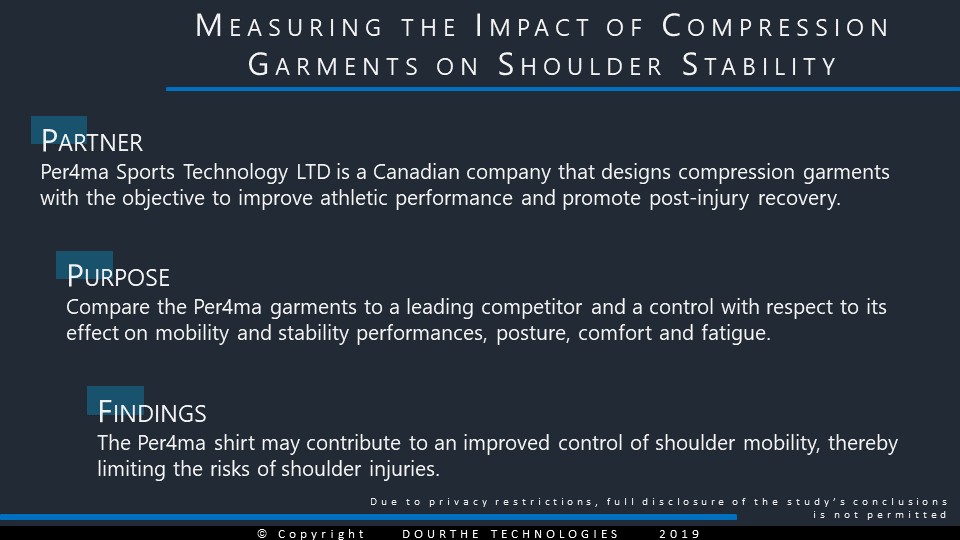 MEASURING THE IMPACT OF COMPRESSION
GARMENTS ON SHOULDER STABILITY
PARTNER
Per4ma Sports Technology LTD is a Canadian company that designs compression garments
with the objective to improve athletic performance and promote post-injury recovery.
PURPOSE
Compare the Per4ma garments to a leading competitor and a control with respect to its
effect on mobility and stability performances, posture, comfort and fatigue.
FINDINGS
The Per4ma shirt may contribute to an improved control of shoulder mobility, thereby
limiting the risks of shoulder injuries.
Due to privacy restrictions, full disclosure of the study's conclusions
is not permitted
© Copyright DOURTHE TECHNOLOGIES 2019